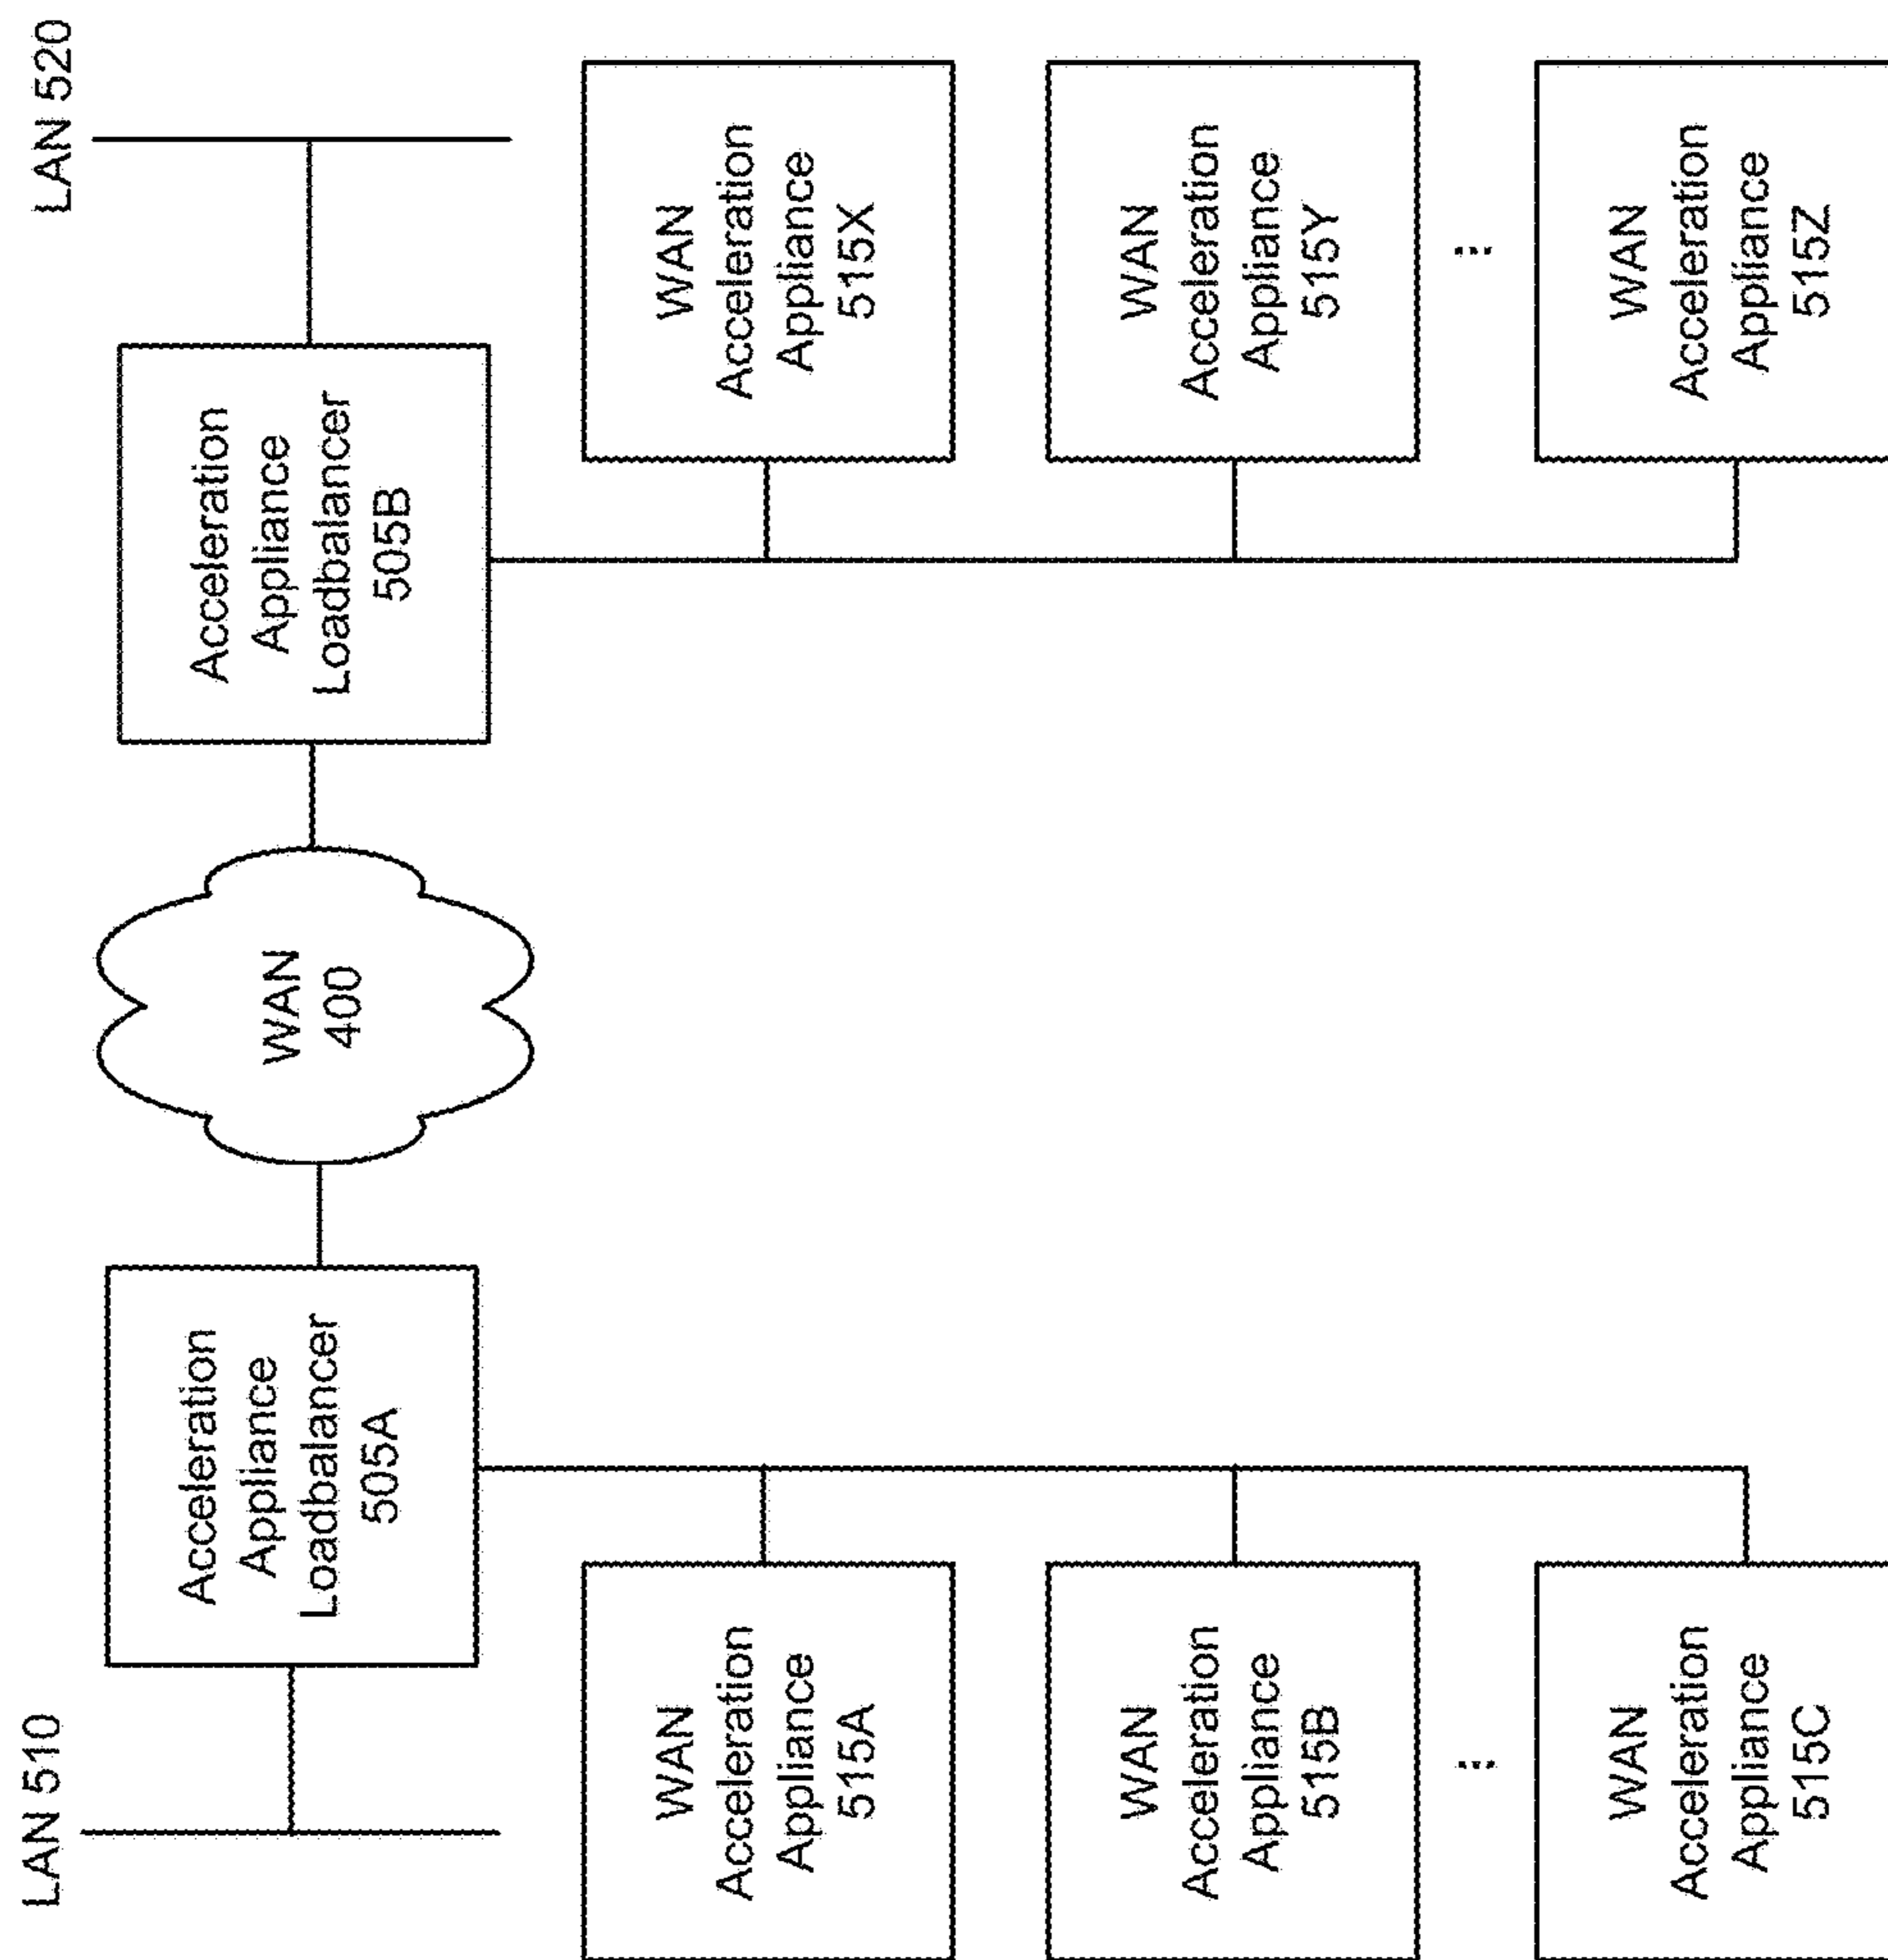 LAN 510
Acceleration
Appliance
Loadbalancer
505A
WAN
400
Acceleration
Appliance
Loadbalancer
505B
LAN 520
WAN
Acceleration
Appliance
515A
WAN
Acceleration
Appliance
515X
WAN
Acceleration
Appliance
515B
WAN
Acceleration
Appliance
515Y
...
...
WAN
Acceleration
Appliance
515C
WAN
Acceleration
Appliance
515Z